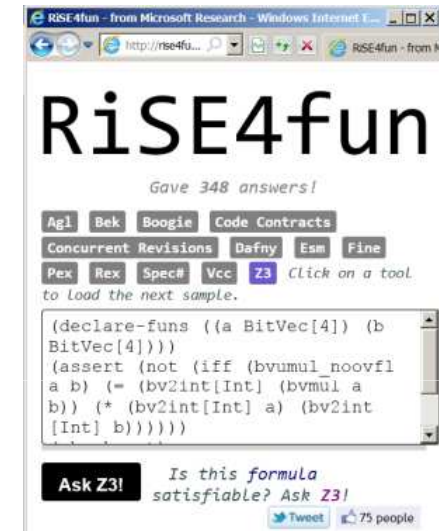 RiSE4fun - from Microsoft Research - Windows Internet E...
http://rise4fu...
RiSE4fun - from M
RiSE4fun
Gave 348 answers!
Agl Bek Boogie Code Contracts
Concurrent Revisions Dafny Esm Fine
Pex Rex Spec# Vcc Z3 Click on a tool
to load the next sample.
(declare-funs ((a BitVec[4]) (b
BitVec[4])))
(assert (not (iff (bvumul_noovfl
a b) (= (bv2int[Int] (bvmul a
b)) (* (bv2int[Int] a) (bv2int
[Int] b))))))
Ask Z3!
Is this formula
satisfiable? Ask Z3!
Tweet
75 people